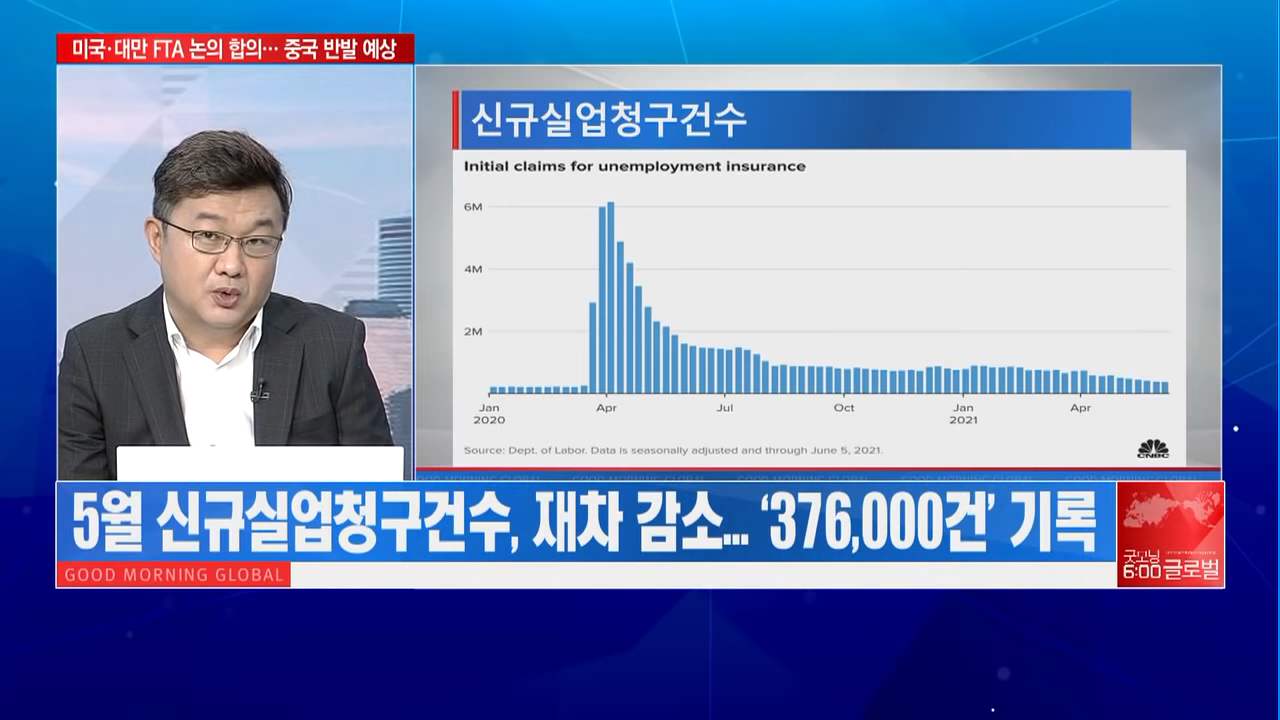 미국·대만 FTA 논의 합의… 중국 반발 예상
신규실업청구건수
Initial claims for unemployment insurance
6M
4M
2M
Jan
2020
Apr
Jul
Oct
Jan
2021
Apr
Source: Dept. of Labor. Data is seasonally adjusted and through June 5, 2021.
CNBC
5월 신규실업청구건수, 재차 감소... ‘376,000건’ 기록
GOOD MORNING GLOBAL
굿모닝
6:00 글로벌